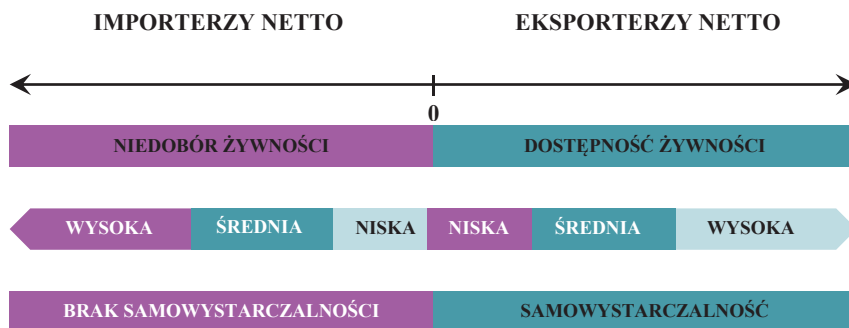 IMPORTERZY NETTO EKSPORTERZY NETTO
0
NIEDOBÓR ŻYWNOŚCI DOSTĘPNOŚĆ ŻYWNOŚCI
WYSOKA ŚREDNIA NISKA NISKA ŚREDNIA WYSOKA
BRAK SAMOWYSTARCZALNOŚCI SAMOWYSTARCZALNOŚĆ